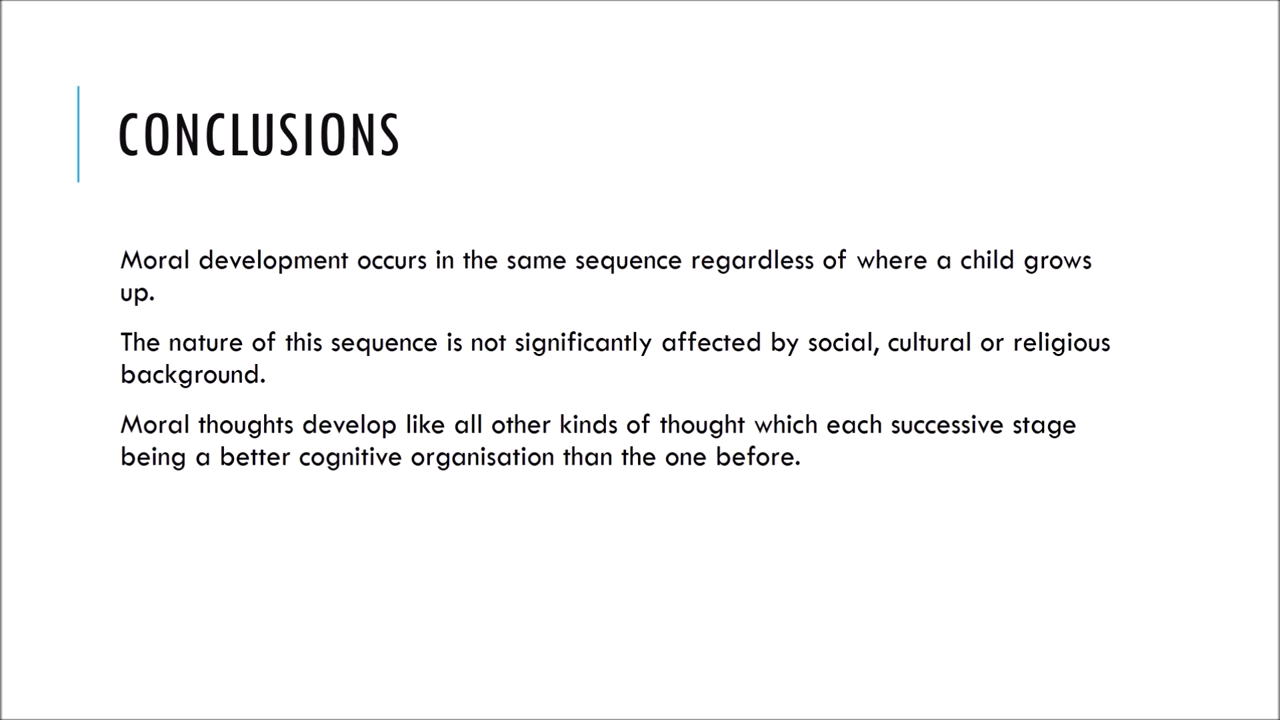 CONCLUSIONS
Moral development occurs in the same sequence regardless of where a child grows
up.
The nature of this sequence is not significantly affected by social, cultural or religious
background.
Moral thoughts develop like all other kinds of thought which each successive stage
being a better cognitive organisation than the one before.